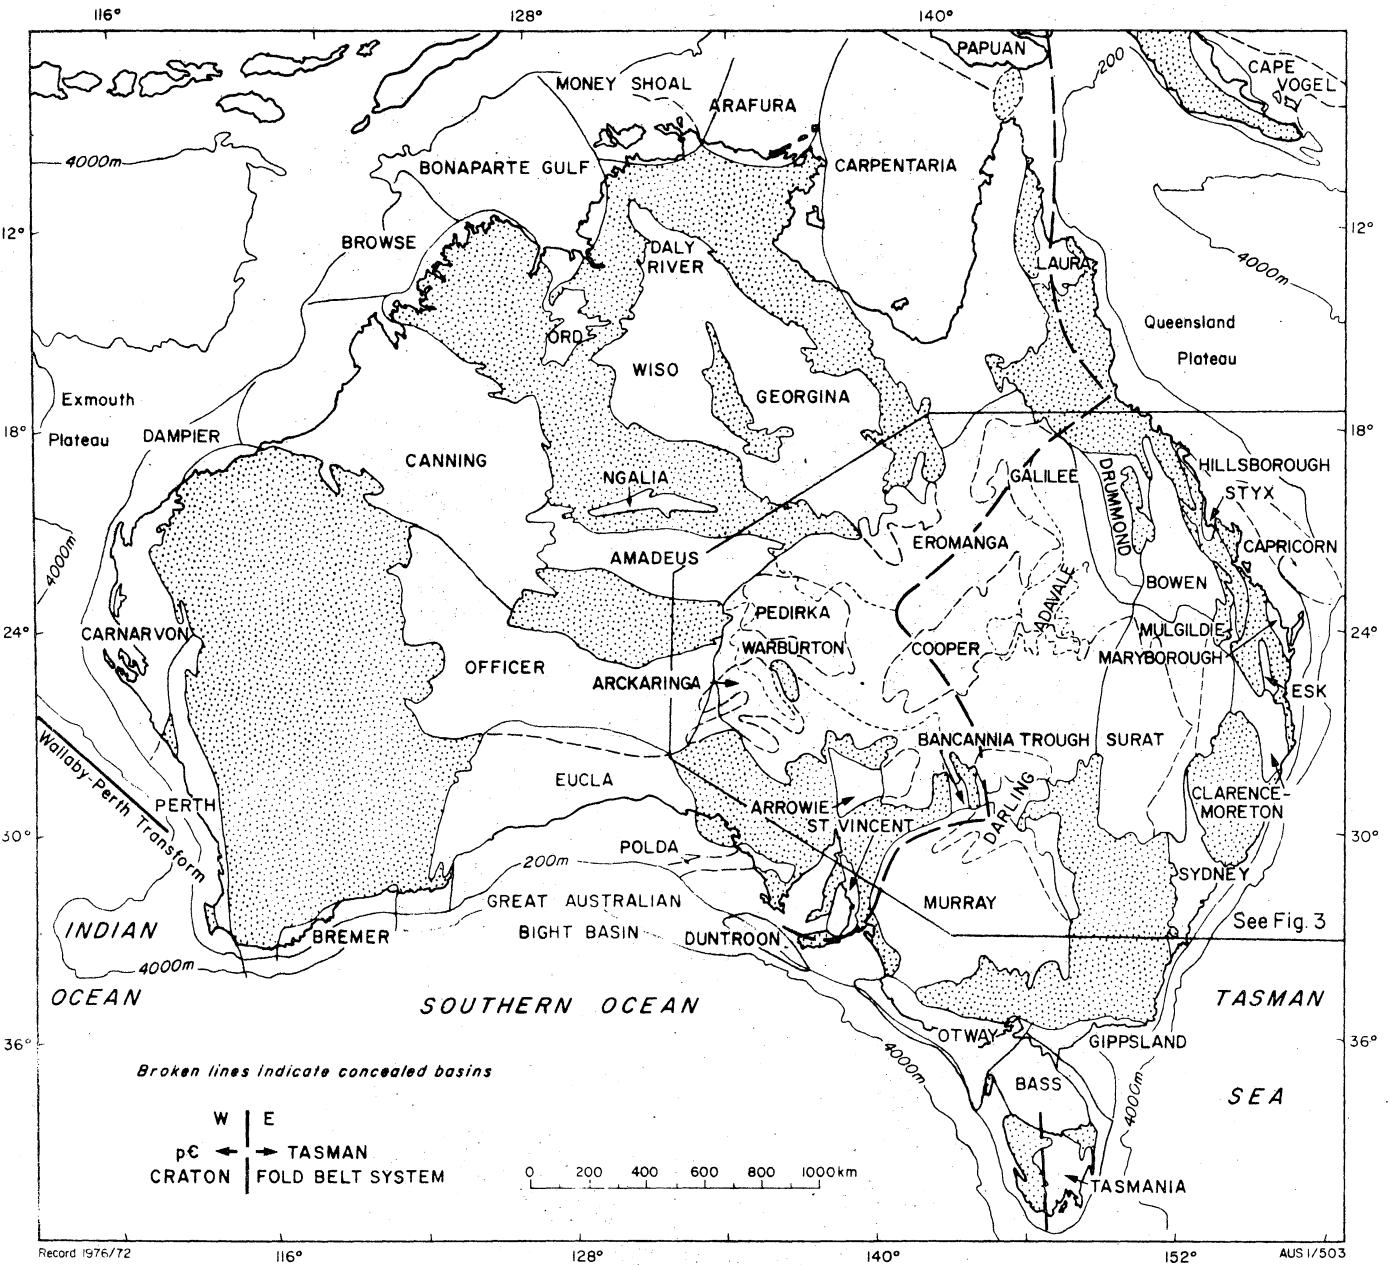 116°
128°
140°
PAPUAN
200
CAPE
VOGEL
MONEY SHOAL
ARAFURA
4000m
BONAPARTE GULF
CARPENTARIA
12°
12°
BROWSE
DALY
RIVER
LAURA
4000m
ORD
Queensland
Plateau
WISO
GEORGINA
Exmouth
Plateau
DAMPIER
18°
18°
CANNING
NGALIA
GALILEE
DRUMMOND
HILLSBOROUGH
STYX
4000m
AMADEUS
EROMANGA
CAPRICORN
BOWEN
ADAVALE
PEDIRKA
24°
CARNARVON
24°
MULGILDIE
WARBURTON
COOPER
MARYBOROUGH
OFFICER
ARCKARINGA
ESK
Wallaby-Perth Transform
BANCANNIA TROUGH
SURAT
EUCLA
CLARENCE-
MORETON
PERTH
ARROWIE
ST VINCENT
DARLING
30°
30°
POLDA
200m
SYDNEY
GREAT AUSTRALIAN
BIGHT BASIN
MURRAY
See Fig. 3
INDIAN
OCEAN
BREMER
DUNTROON
4000m
SOUTHERN OCEAN
TASMAN
SEA
36°
OTWAY
GIPPSLAND
36°
4000m
BASS
4000m
Broken lines indicate concealed basins
W E
p€ TASMAN
CRATON FOLD BELT SYSTEM
0 200 400 600 800 1000km
TASMANIA
Record 1976/72
116°
128°
140°
152°
AUS 1/503